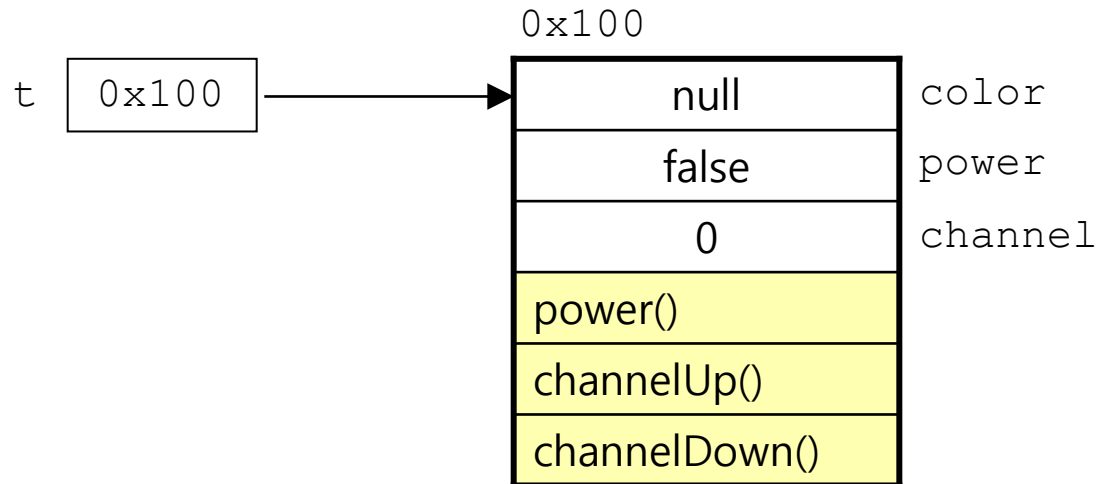 0x100
t 0x100 null color
false power
0 channel
power()
channelUp()
channelDown()